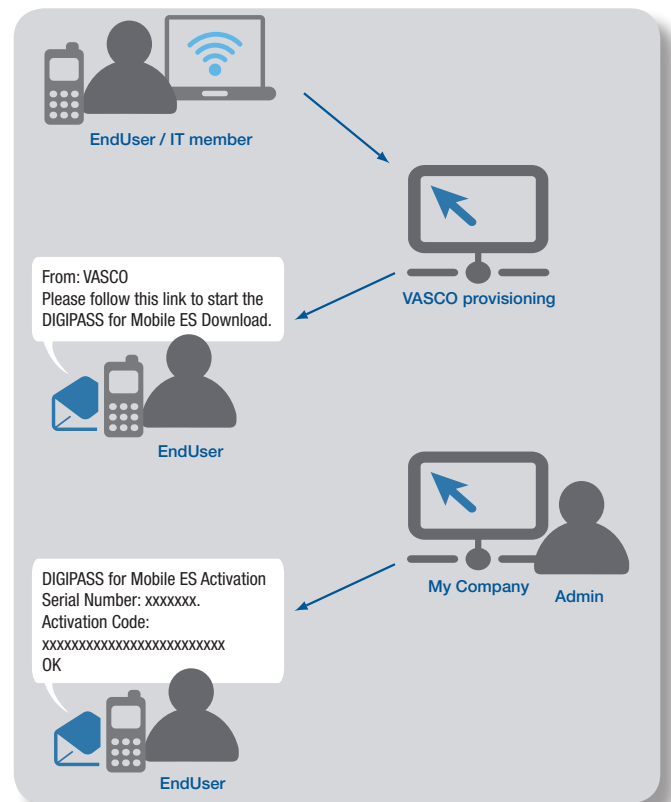 EndUser / IT member
VASCO provisioning
From: VASCO
Please follow this link to start the
DIGIPASS for Mobile ES Download.
EndUser
My Company
Admin
DIGIPASS for Mobile ES Activation
Serial Number: xxxxxxx.
Activation Code:
xxxxxxxxxxxxxxxxxxxxxxxxx
OK
EndUser